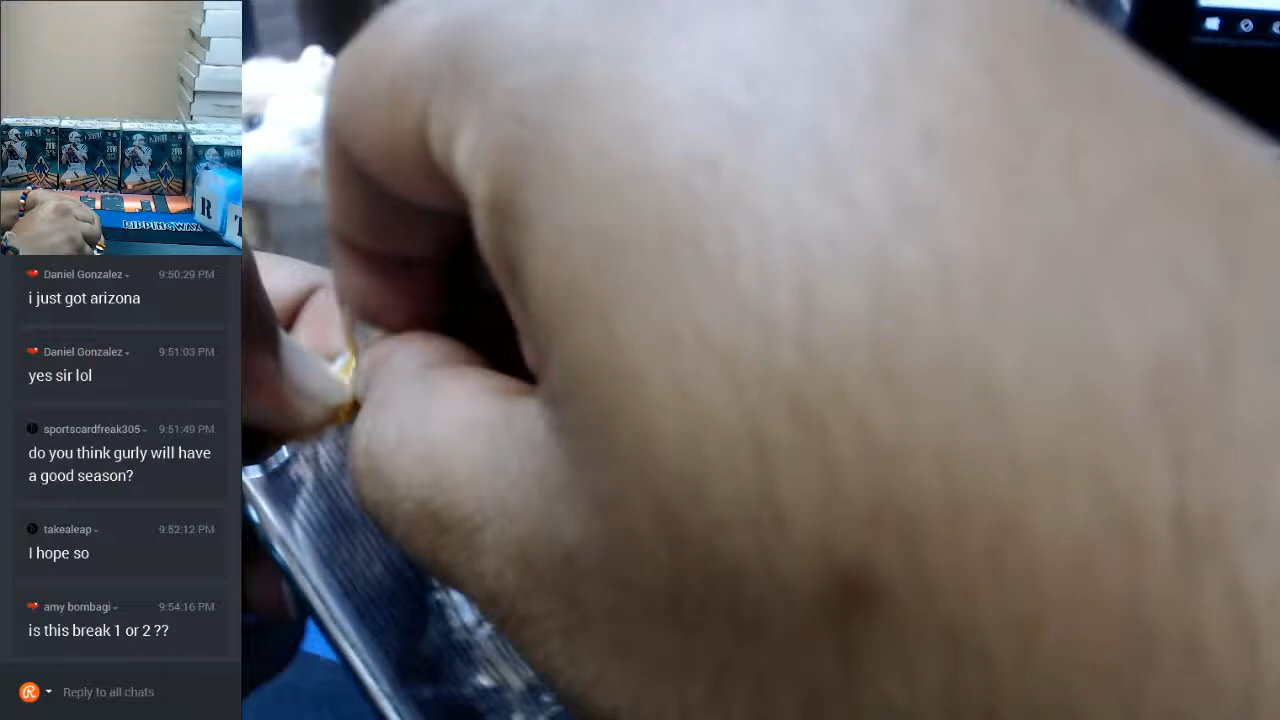 RIPPINGWAX
R
Daniel Gonzalez 9:50:29 PM
i just got arizona
Daniel Gonzalez 9:51:03 PM
yes sir lol
sportscardfreak305 9:51:49 PM
do you think gurly will have
a good season?
takealeap 9:52:12 PM
I hope so
amy bombagi 9:54:16 PM
is this break 1 or 2 ??
Reply to all chats